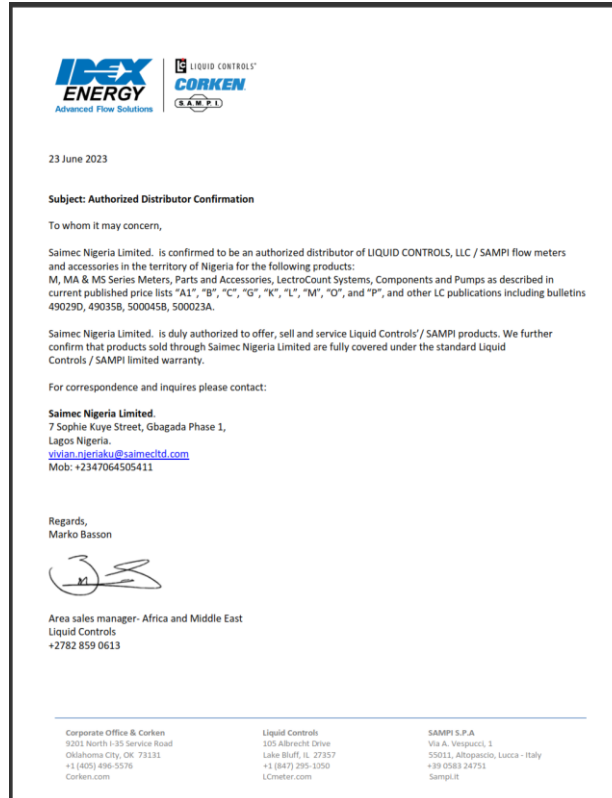 IDEX
ENERGY
Advanced Flow Solutions
LC LIQUID CONTROLS
CORKEN
S.A.M.P.I.
23 June 2023
Subject: Authorized Distributor Confirmation
To whom it may concern,
Saimec Nigeria Limited.  is confirmed to be an authorized distributor of LIQUID CONTROLS, LLC / SAMPI flow meters
and accessories in the territory of Nigeria for the following products:
M, MA & MS Series Meters, Parts and Accessories, LectroCount Systems, Components and Pumps as described in
current published price lists “A1”, “B”, “C”, “G”, “K”, “L”, “M”, “O”, and “P”, and other LC publications including bulletins
49029D, 49035B, 500045B, 500023A.
Saimec Nigeria Limited.  is duly authorized to offer, sell and service Liquid Controls’/ SAMPI products. We further
confirm that products sold through Saimec Nigeria Limited are fully covered under the standard Liquid
Controls / SAMPI limited warranty.
For correspondence and inquires please contact:
Saimec Nigeria Limited.
7 Sophie Kuye Street, Gbagada Phase 1,
Lagos Nigeria.
vivian.njeriaku@saimecltd.com
Mob: +2347064505411
Regards,
Marko Basson
Area sales manager- Africa and Middle East
Liquid Controls
+2782 859 0613
Corporate Office & Corken
9201 North I-35 Service Road
Oklahoma City, OK  73131
+1 (405) 496-5576
Corken.com
Liquid Controls
105 Albrecht Drive
Lake Bluff, IL  27357
+1 (847) 295-1050
LCmeter.com
SAMPI S.P.A
Via A. Vespucci, 1
55011, Altopascio, Lucca - Italy
+39 0583 24751
Sampi.it